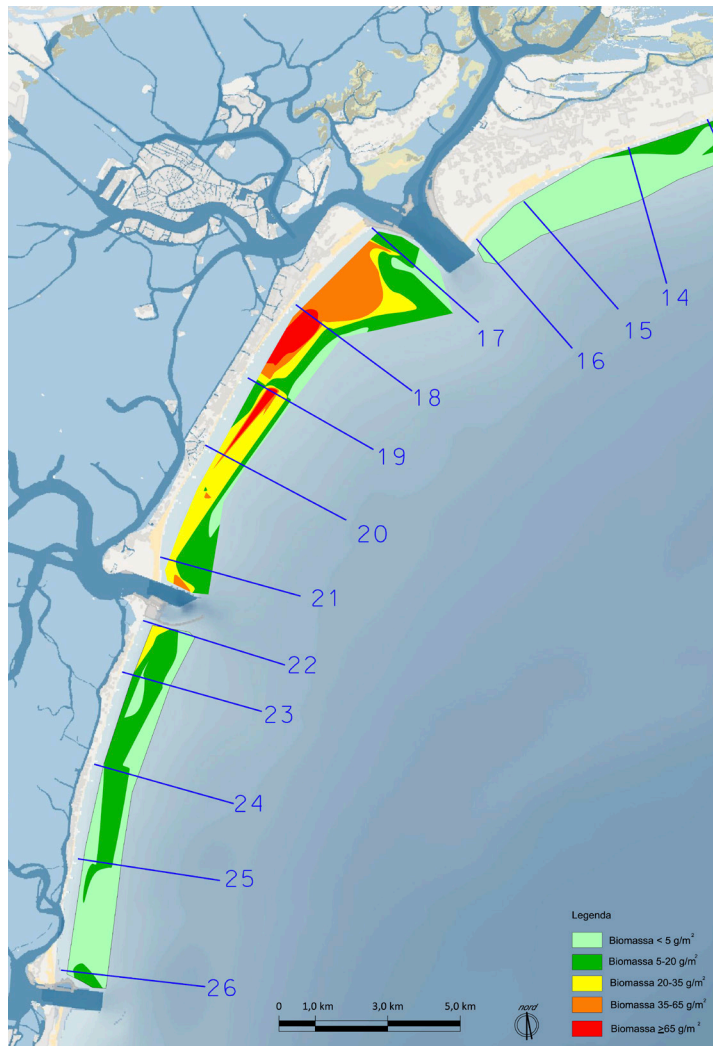 14
15
16
17
18
19
20
21
22
23
24
25
26
Legenda
Biomassa < 5 g/m²
Biomassa 5-20 g/m²
Biomassa 20-35 g/m²
Biomassa 35-65 g/m²
Biomassa ≥65 g/m²
0 1,0 km 3,0 km 5,0 km
nord